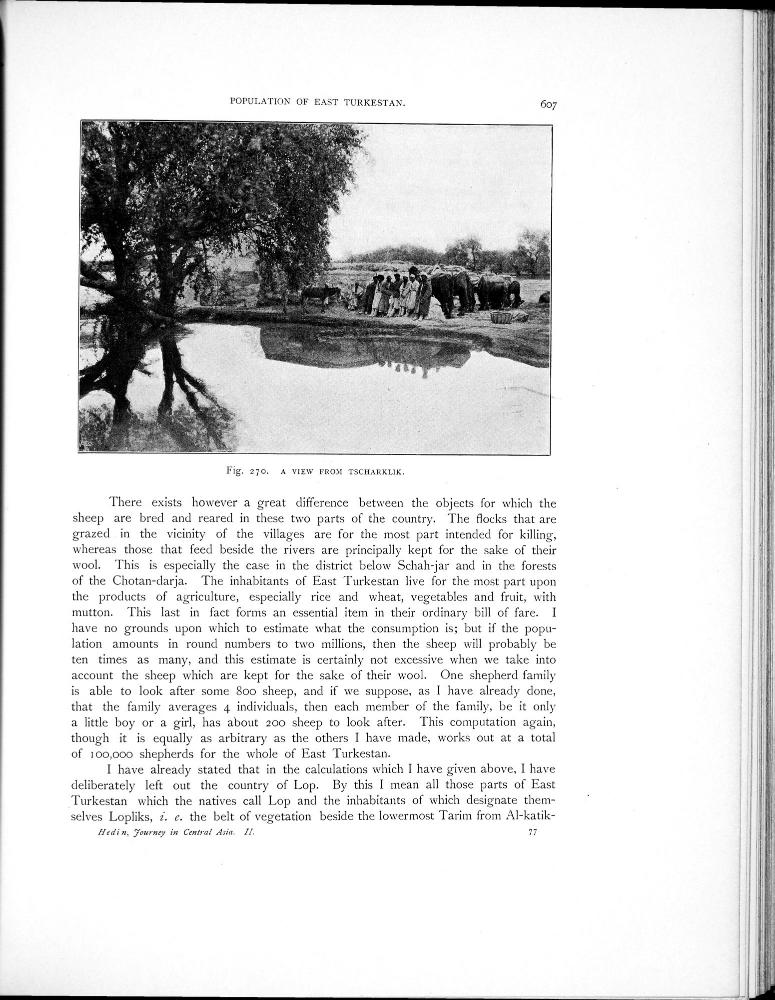 POPULATION OF EAST TURKESTAN.
607
Fig. 270. A VIEW FROM TSCHARKLIK.
There exists however a great difference between the objects for which the
sheep are bred and reared in these two parts of the country. The flocks that are
grazed in the vicinity of the villages are for the most part intended for killing,
whereas those that feed beside the rivers are principally kept for the sake of their
wool. This is especially the case in the district below Schah-jar and in the forests
of the Chotan-darja. The inhabitants of East Turkestan live for the most part upon
the products of agriculture, especially rice and wheat, vegetables and fruit, with
mutton. This last in fact forms an essential item in their ordinary bill of fare. I
have no grounds upon which to estimate what the consumption is; but if the popu-
lation amounts in round numbers to two millions, then the sheep will probably be
ten times as many, and this estimate is certainly not excessive when we take into
account the sheep which are kept for the sake of their wool. One shepherd family
is able to look after some 800 sheep, and if we suppose, as I have already done,
that the family averages 4 individuals, then each member of the family, be it only
a little boy or a girl, has about 200 sheep to look after. This computation again,
though it is equally as arbitrary as the others I have made, works out at a total
of 100,000 shepherds for the whole of East Turkestan.
I have already stated that in the calculations which I have given above, I have
deliberately left out the country of Lop. By this I mean all those parts of East
Turkestan which the natives call Lop and the inhabitants of which designate them-
selves Lopliks, i. e. the belt of vegetation beside the lowermost Tarim from Al-katik-
Hedin, Journey in Central Asia. II.
77